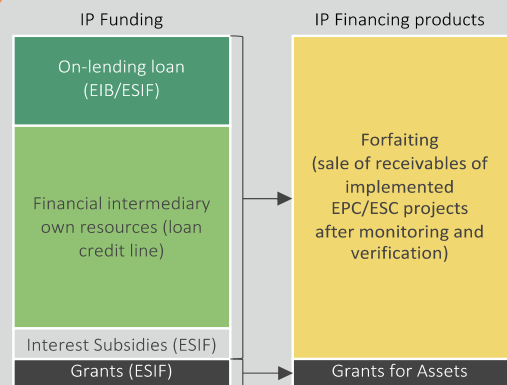 IP Funding
On-lending loan
(EIB/ESIF)
Financial intermediary
own resources (loan
credit line)
Interest Subsidies (ESIF)
Grants (ESIF)
IP Financing products
Forfaiting
(sale of receivables of
implemented
EPC/ESC projects
after monitoring and
verification)
Grants for Assets